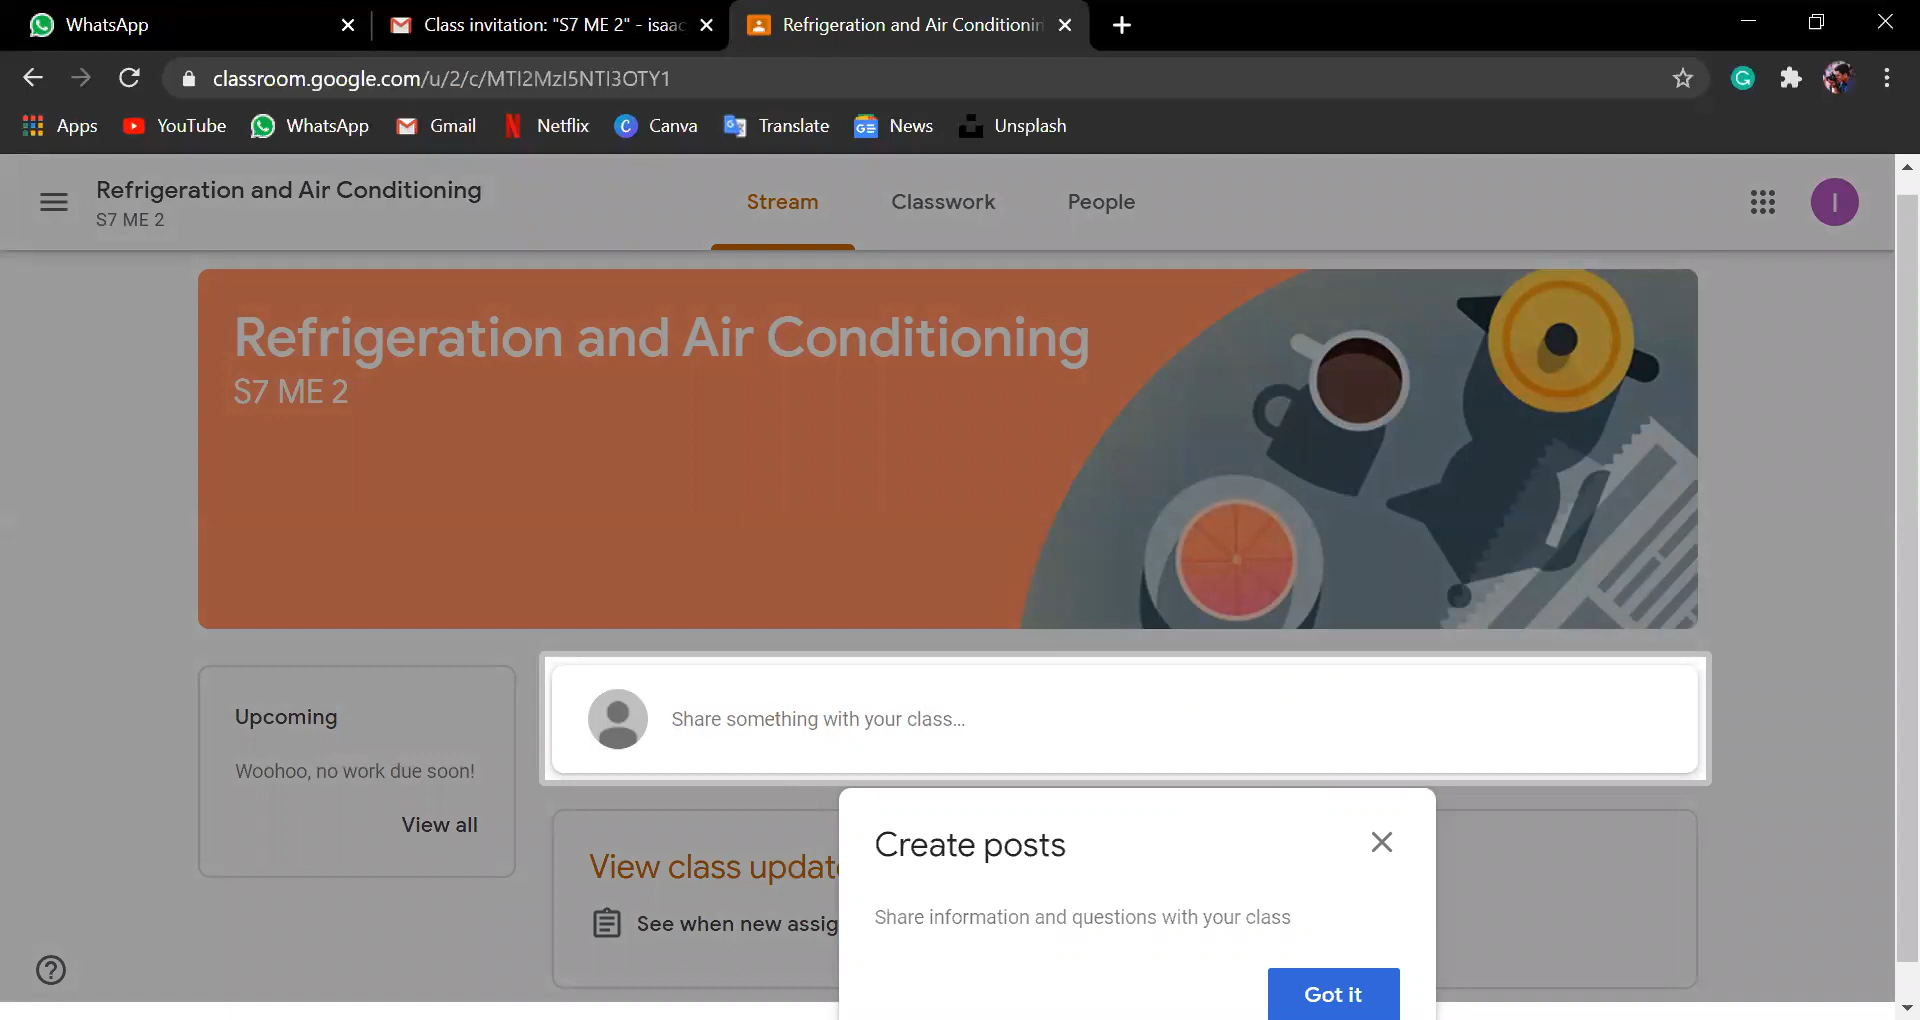 WhatsApp
Class invitation: "S7 ME 2" - isaac
Refrigeration and Air Conditionin
classroom.google.com/u/2/c/MTI2MzI5NTI3OTY1
Apps YouTube WhatsApp Gmail Netflix Canva Translate News Unsplash
Refrigeration and Air Conditioning
S7 ME 2
Stream Classwork People
I
Refrigeration and Air Conditioning
S7 ME 2
Upcoming
Woohoo, no work due soon!
View all
Share something with your class...
View class update
See when new assig
Create posts
Share information and questions with your class
Got it